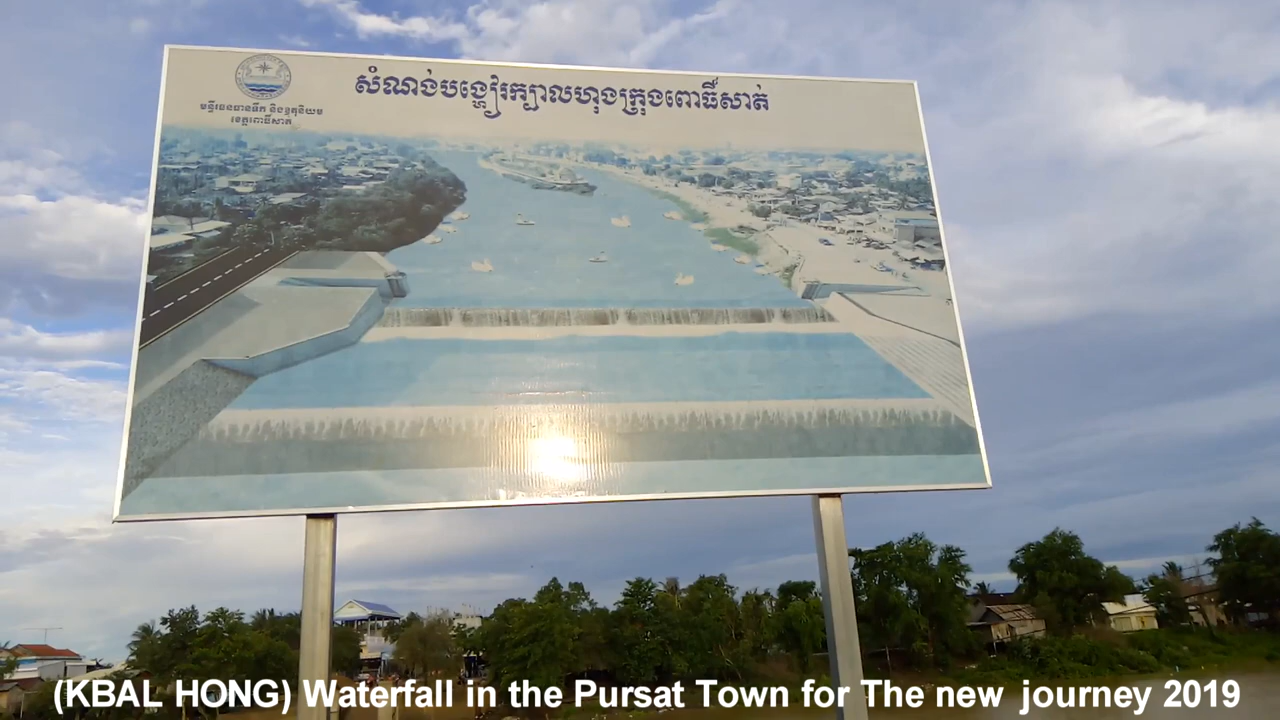 សំណង់បង្ហៀរក្បាលហុងក្រុងពោធិ៍សាត់
មន្ទីរធនធានទឹក និងឧតុនិយម
ខេត្តពោធិ៍សាត់
(KBAL HONG) Waterfall in the Pursat Town for The new journey 2019